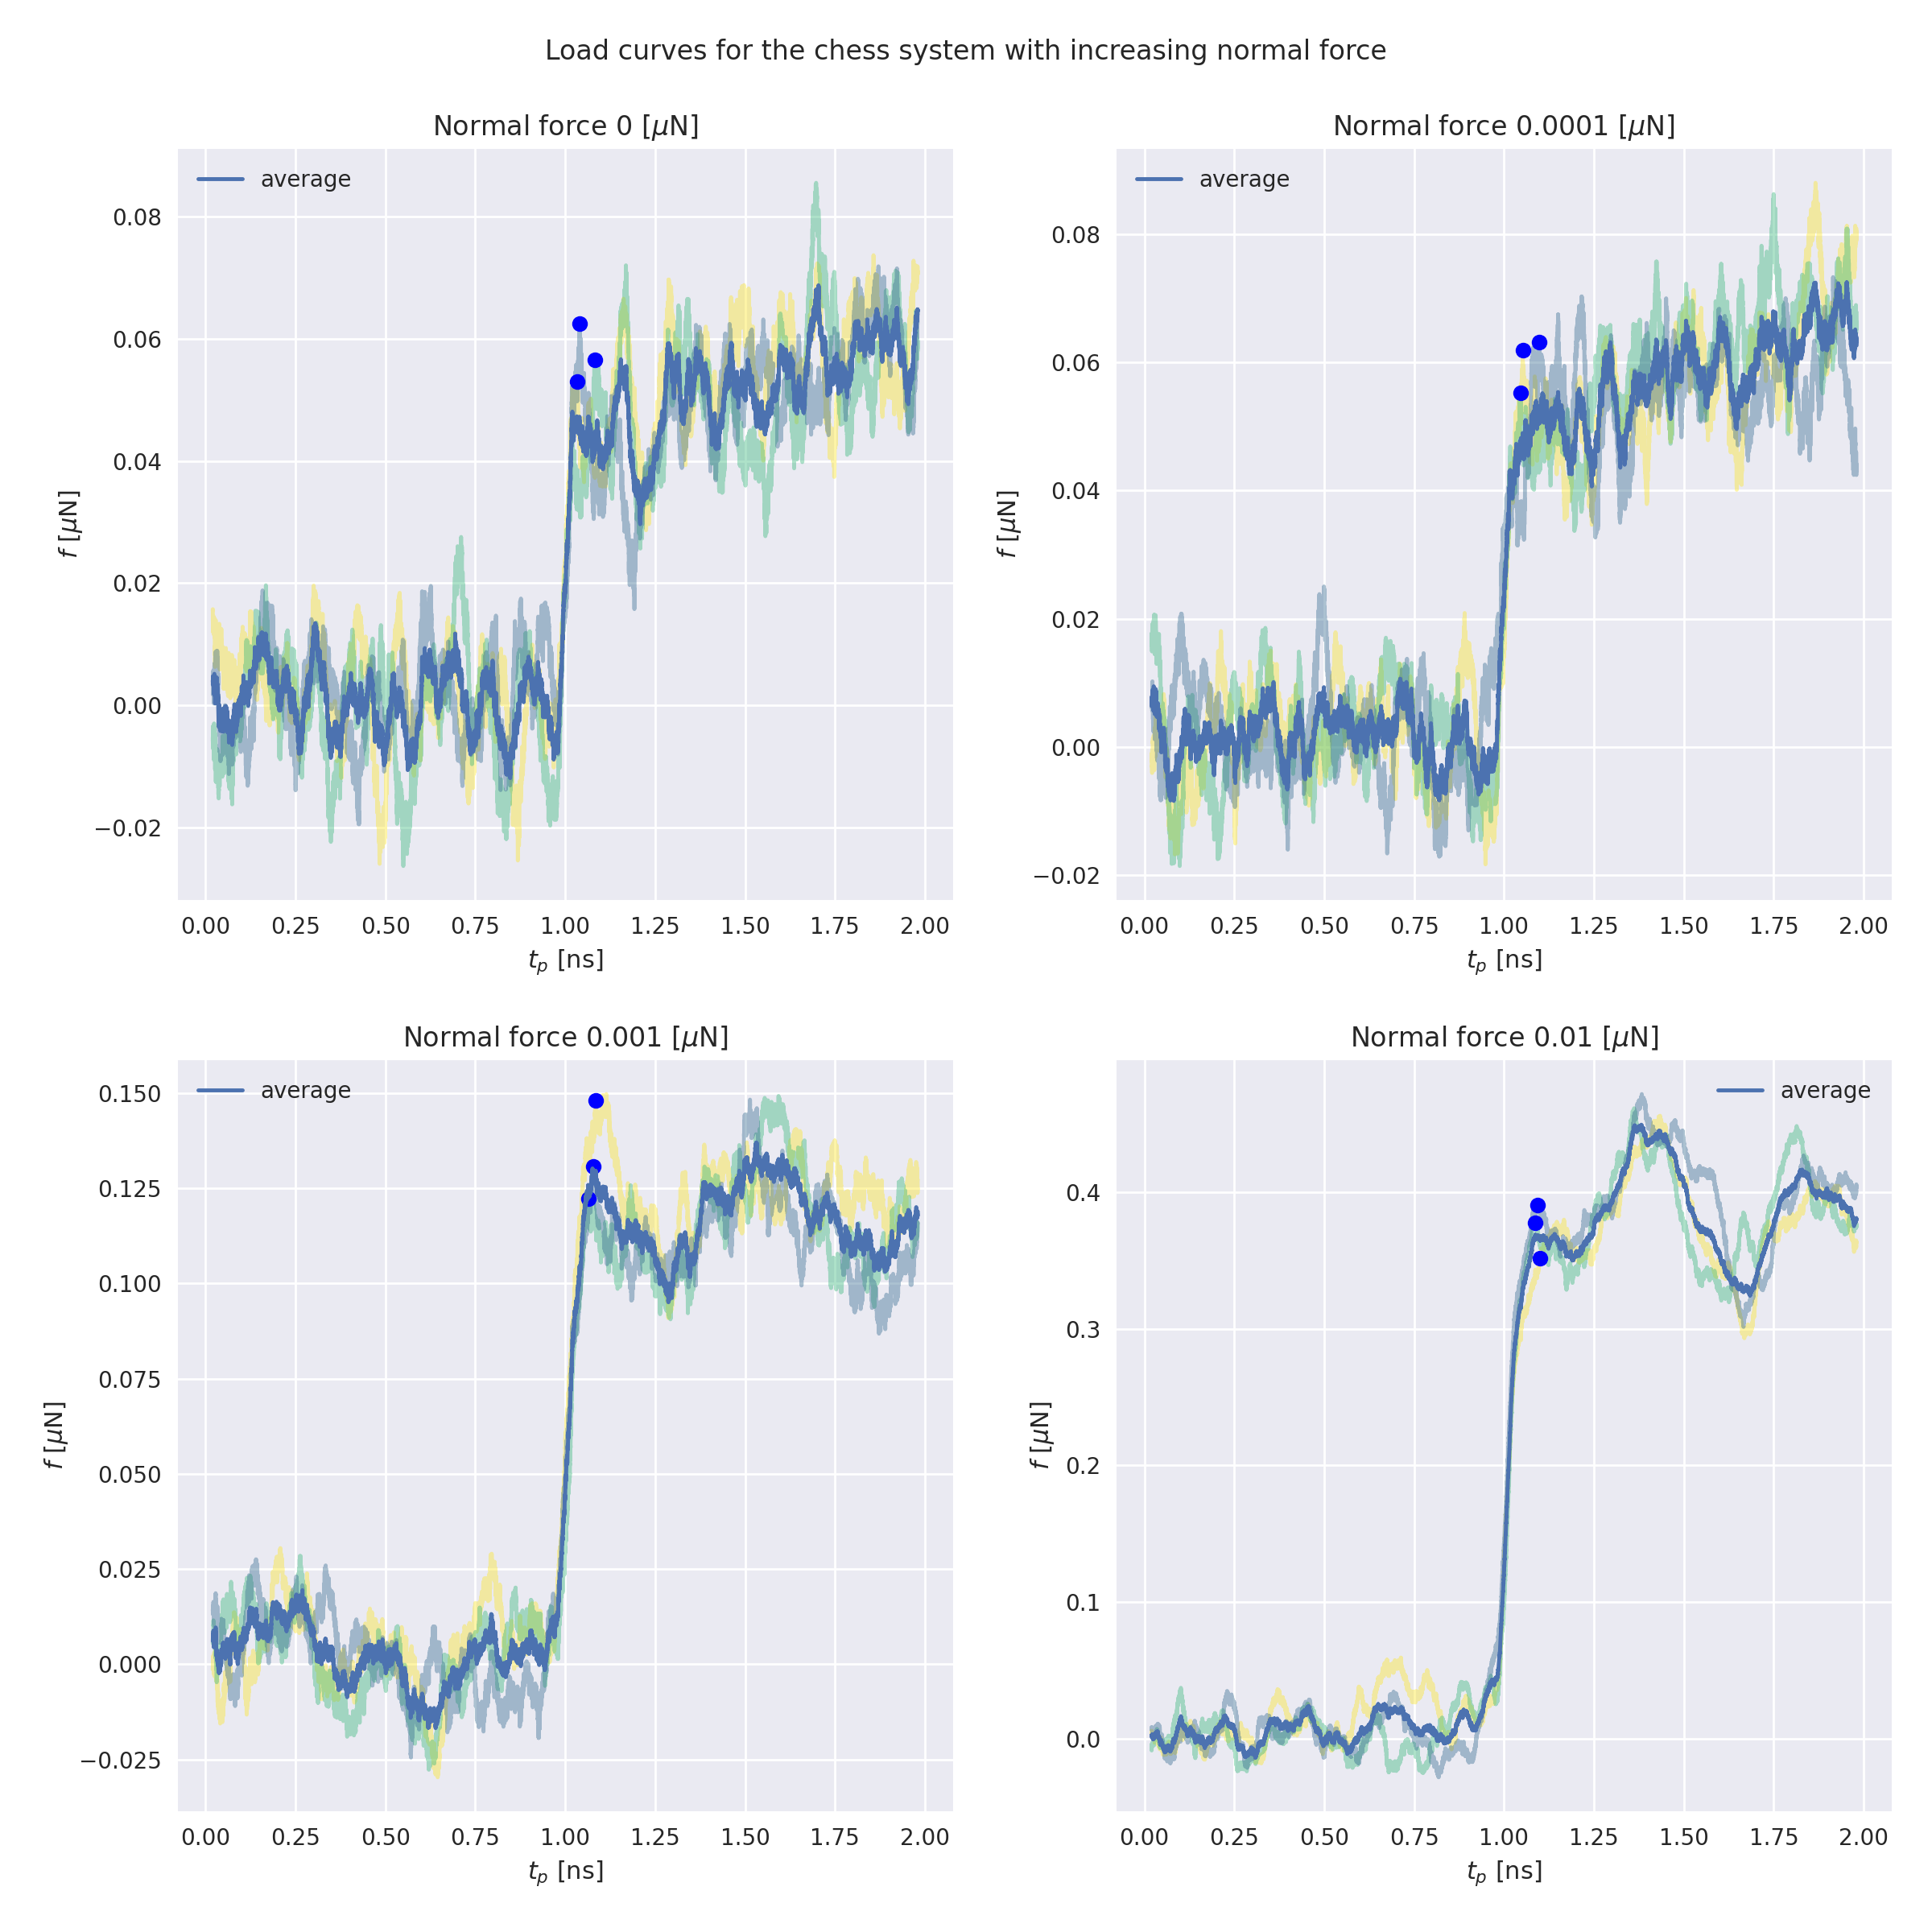 Load curves for the chess system with increasing normal force
Normal force 0 [μN]
average
0.08
0.06
0.04
0.02
0.00
−0.02
f [μN]
0.00 0.25 0.50 0.75 1.00 1.25 1.50 1.75 2.00
t_p [ns]
Normal force 0.0001 [μN]
average
0.08
0.06
0.04
0.02
0.00
−0.02
f [μN]
0.00 0.25 0.50 0.75 1.00 1.25 1.50 1.75 2.00
t_p [ns]
Normal force 0.001 [μN]
average
0.150
0.125
0.100
0.075
0.050
0.025
0.000
−0.025
f [μN]
0.00 0.25 0.50 0.75 1.00 1.25 1.50 1.75 2.00
t_p [ns]
Normal force 0.01 [μN]
average
0.4
0.3
0.2
0.1
0.0
f [μN]
0.00 0.25 0.50 0.75 1.00 1.25 1.50 1.75 2.00
t_p [ns]